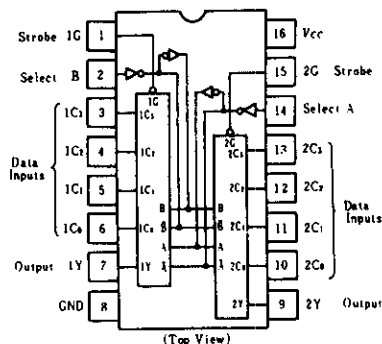 Strobe 1G 1
16 Vcc
Select B 2
15 2G Strobe
1G
1C₃ 3
14 Select A
1C₃
2G
Data Inputs
1C₂ 4
1C₂
2C₃
13 2C₃
1C₁ 5
1C₁
2C₂
12 2C₂
Data Inputs
B B
1C₀ 6
1C₀
B̄ B̄
2C₁
11 2C₁
A A
Output 1Y 7
1Y
Ā Ā
2C₀
10 2C₀
GND 8
2Y
9 2Y Output
(Top View)